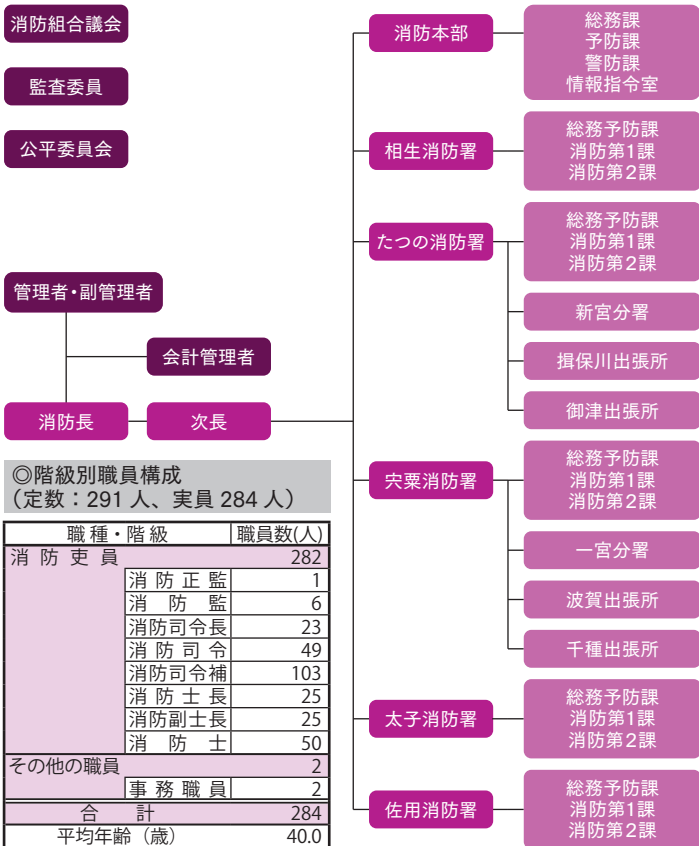 消防組合議会
監査委員
公平委員会
管理者・副管理者
会計管理者
消防長
次長
消防本部
総務課
予防課
警防課
情報指令室
相生消防署
総務予防課
消防第1課
消防第2課
たつの消防署
総務予防課
消防第1課
消防第2課
新宮分署
揖保川出張所
御津出張所
宍粟消防署
総務予防課
消防第1課
消防第2課
一宮分署
波賀出張所
千種出張所
太子消防署
総務予防課
消防第1課
消防第2課
佐用消防署
総務予防課
消防第1課
消防第2課
◎階級別職員構成
（定数：291人、実員284人）
職種・階級 職員数(人)
消防吏員 282
消防正監 1
消防監 6
消防司令長 23
消防司令 49
消防司令補 103
消防士長 25
消防副士長 25
消防士 50
その他の職員 2
事務職員 2
合計 284
平均年齢（歳） 40.0